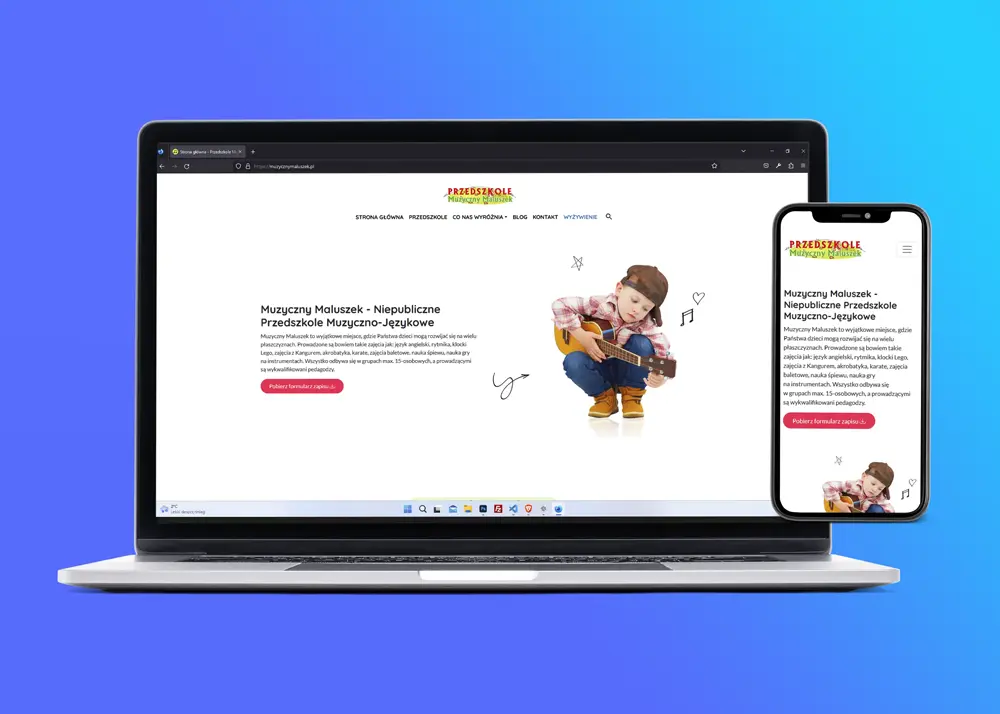 Strona główna - Przedszkole M
https://muzycznymaluszek.pl
PRZEDSZKOLE
Muzyczny Maluszek
STRONA GŁÓWNA PRZEDSZKOLE CO NAS WYRÓŻNIA BLOG KONTAKT WYŻYWIENIE
Muzyczny Maluszek - Niepubliczne
Przedszkole Muzyczno-Językowe
Muzyczny Maluszek to wyjątkowe miejsce, gdzie Państwa dzieci mogą rozwijać się na wielu
płaszczyznach. Prowadzone są bowiem takie zajęcia jak: język angielski, rytmika, klocki
Lego, zajęcia z Kangurem, akrobatyka, karate, zajęcia baletowe, nauka śpiewu, nauka gry
na instrumentach. Wszystko odbywa się w grupach max. 15-osobowych, a prowadzącymi
są wykwalifikowani pedagodzy.
Pobierz formularz zapisu
2°C
PRZEDSZKOLE
Muzyczny Maluszek
Muzyczny Maluszek -
Niepubliczne Przedszkole
Muzyczno-Językowe
Muzyczny Maluszek to wyjątkowe miejsce, gdzie
Państwa dzieci mogą rozwijać się na wielu
płaszczyznach. Prowadzone są bowiem takie
zajęcia jak: język angielski, rytmika, klocki Lego,
zajęcia z Kangurem, akrobatyka, karate, zajęcia
baletowe, nauka śpiewu, nauka gry
na instrumentach. Wszystko odbywa się
w grupach max. 15-osobowych, a prowadzącymi
są wykwalifikowani pedagodzy.
Pobierz formularz zapisu